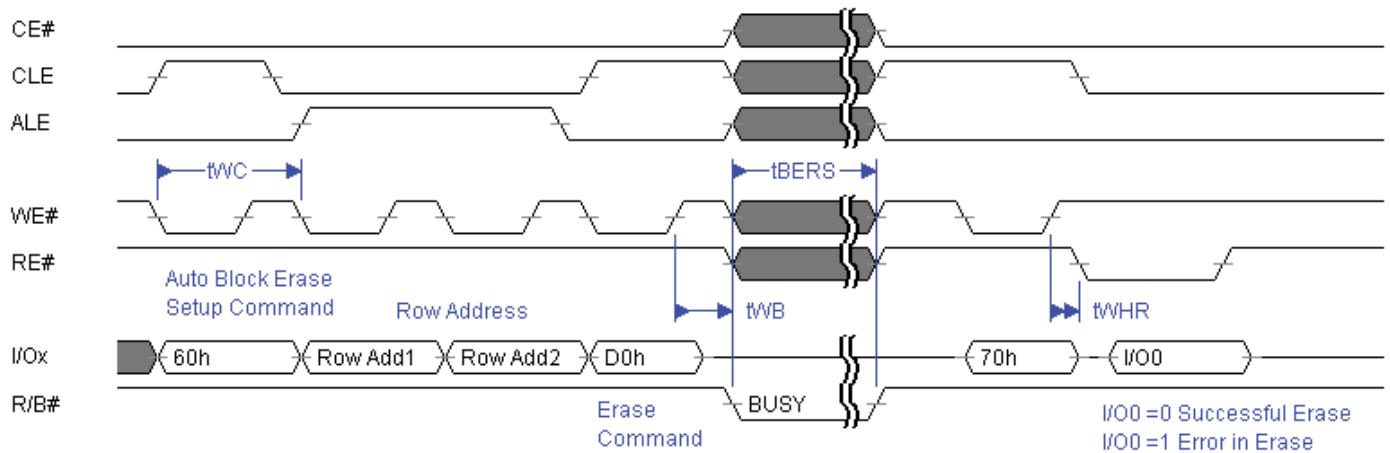 CE#
CLE
ALE
tWC
tBERS
WE#
RE#
Auto Block Erase
Setup Command
Row Address
tWB
tWHR
I/Ox
60h
Row Add1
Row Add2
D0h
70h
I/O0
R/B#
BUSY
Erase
Command
I/O0 =0 Successful Erase
I/O0 =1 Error in Erase